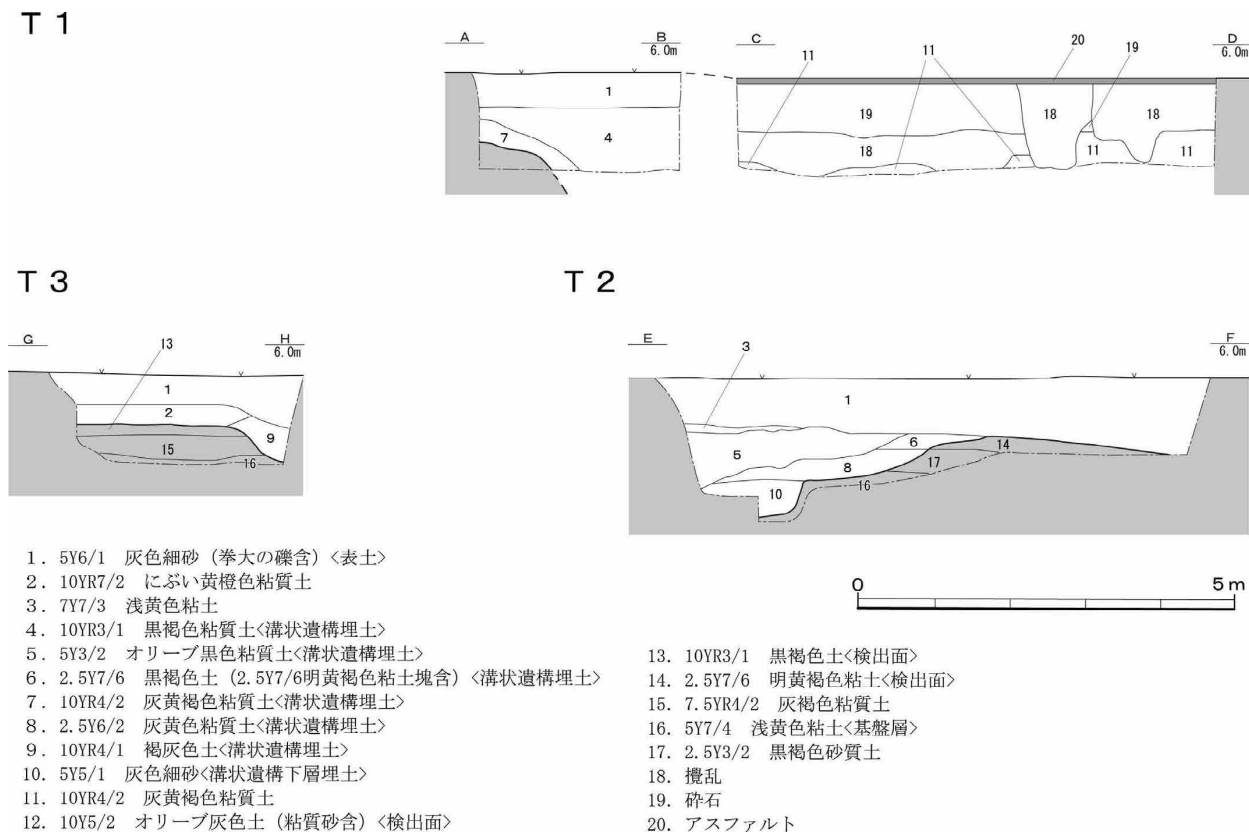 T 1
A
B
6.0m
C
11
11
20
19
D
6.0m
1
7
4
19
18
18
18
11
11
T 3
T 2
G
13
H
6.0m
1
2
9
15
16
E
3
F
6.0m
1
5
6
14
8
17
10
16
0
5m
1. 5Y6/1 灰色細砂（拳大の礫含）<表土>
2. 10YR7/2 にぶい黄橙色粘質土
3. 7Y7/3 浅黄色粘土
4. 10YR3/1 黒褐色粘質土<溝状遺構埋土>
5. 5Y3/2 オリーブ黒色粘質土<溝状遺構埋土>
6. 2.5Y7/6 黒褐色土（2.5Y7/6明黄褐色粘土塊含）<溝状遺構埋土>
7. 10YR4/2 灰黄褐色粘質土<溝状遺構埋土>
8. 2.5Y6/2 灰黄色粘質土<溝状遺構埋土>
9. 10YR4/1 褐灰色土<溝状遺構埋土>
10. 5Y5/1 灰色細砂<溝状遺構下層埋土>
11. 10YR4/2 灰黄褐色粘質土
12. 10Y5/2 オリーブ灰色土（粘質砂含）<検出面>
13. 10YR3/1 黒褐色土<検出面>
14. 2.5Y7/6 明黄褐色粘土<検出面>
15. 7.5YR4/2 灰褐色粘質土
16. 5Y7/4 浅黄色粘土<基盤層>
17. 2.5Y3/2 黒褐色砂質土
18. 攪乱
19. 砕石
20. アスファルト